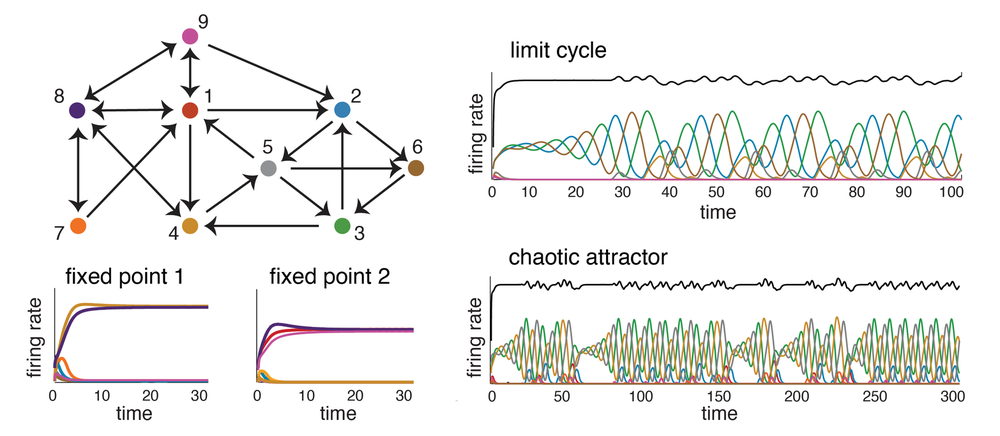 9
8
1
2
5
6
7
4
3
fixed point 1
firing rate
0 10 20 30
time
fixed point 2
0 10 20 30
time
limit cycle
firing rate
0 10 20 30 40 50 60 70 80 90 100
time
chaotic attractor
firing rate
0 50 100 150 200 250 300
time